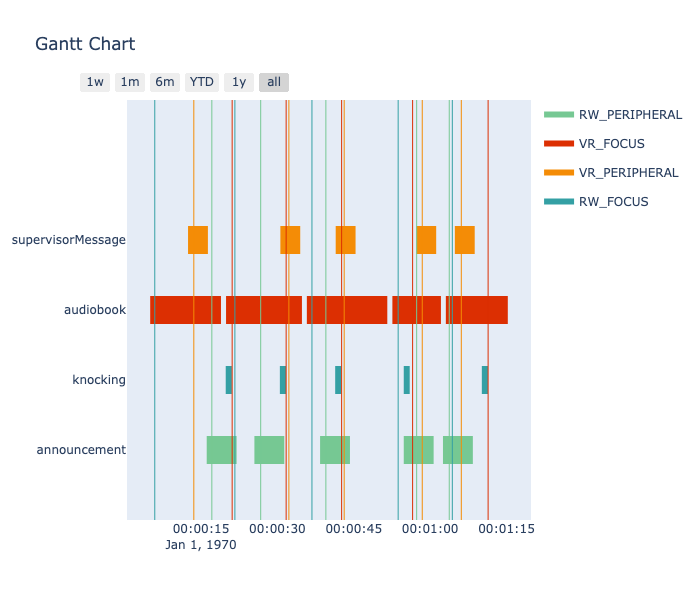 Gantt Chart
1w 1m 6m YTD 1y all
RW_PERIPHERAL
VR_FOCUS
VR_PERIPHERAL
RW_FOCUS
supervisorMessage
audiobook
knocking
announcement
00:00:15 00:00:30 00:00:45 00:01:00 00:01:15
Jan 1, 1970